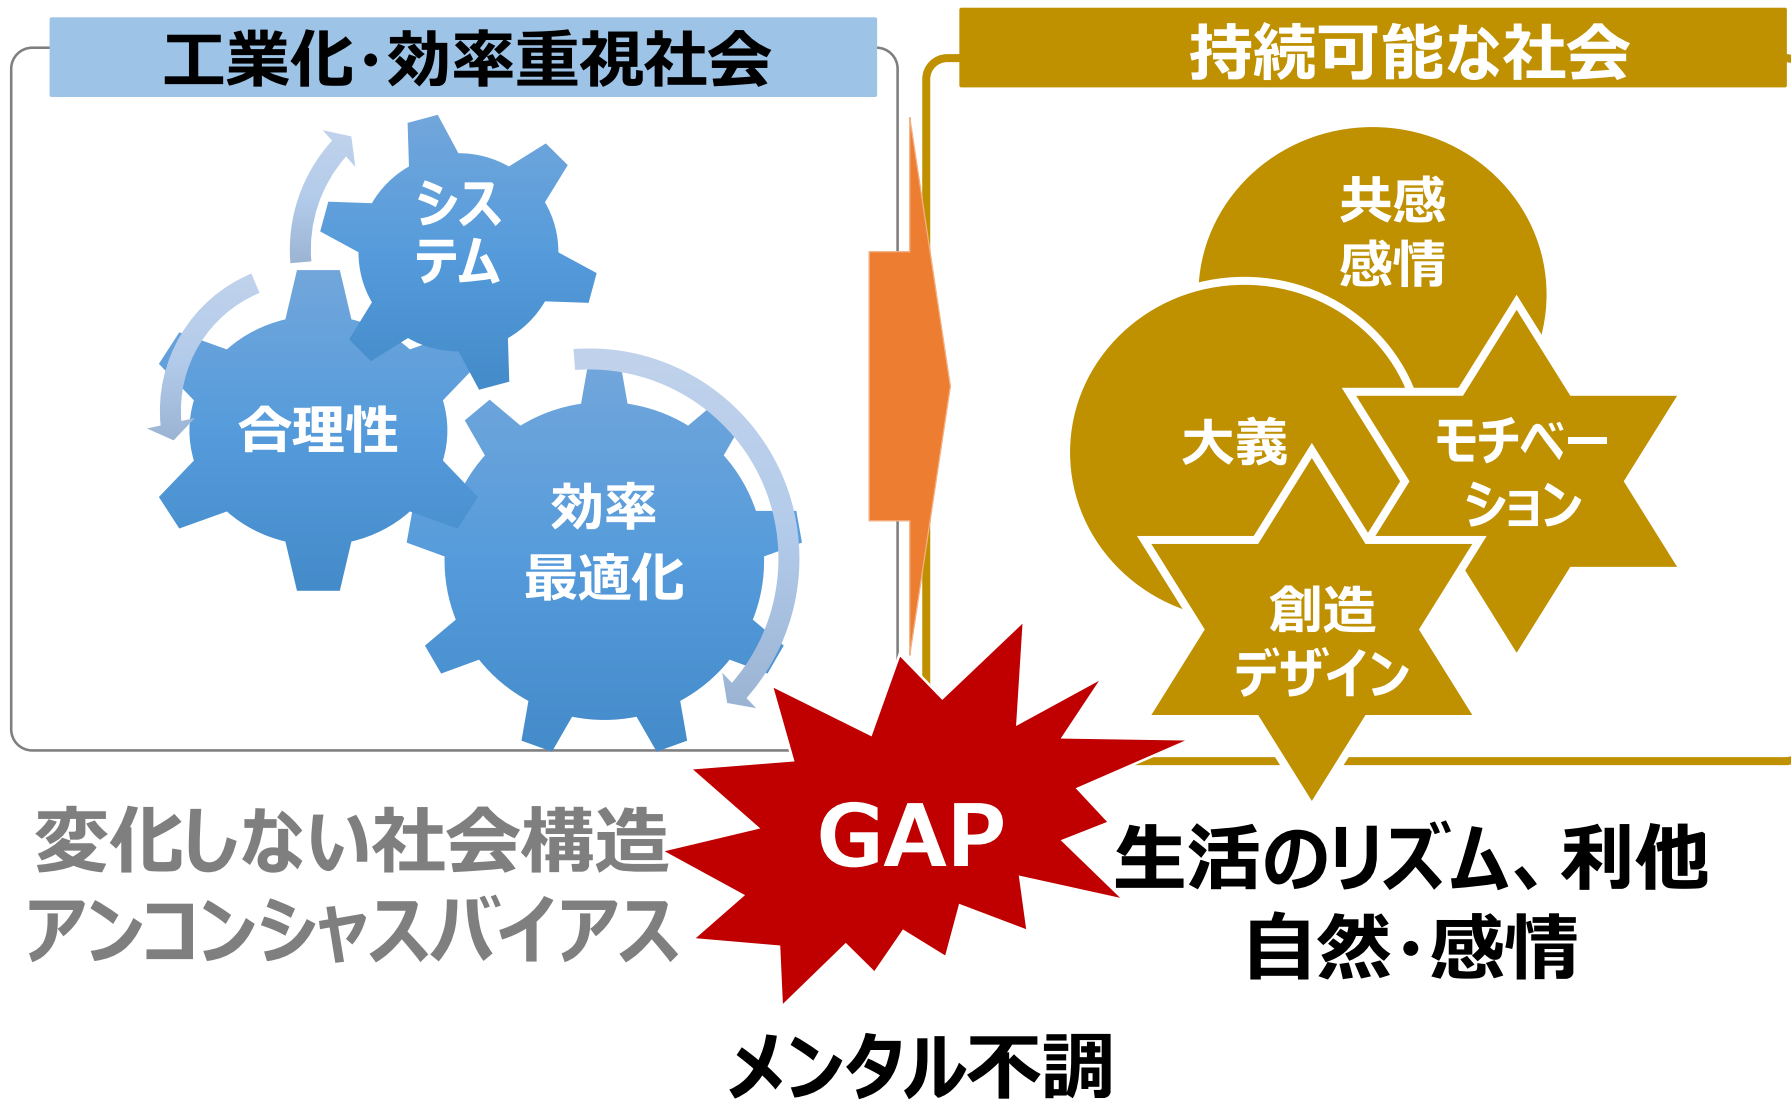 工業化・効率重視社会
シス
テム
合理性
効率
最適化
変化しない社会構造
アンコンシャスバイアス
持続可能な社会
共感
感情
大義
モチベー
ション
創造
デザイン
GAP
生活のリズム、利他
自然・感情
メンタル不調